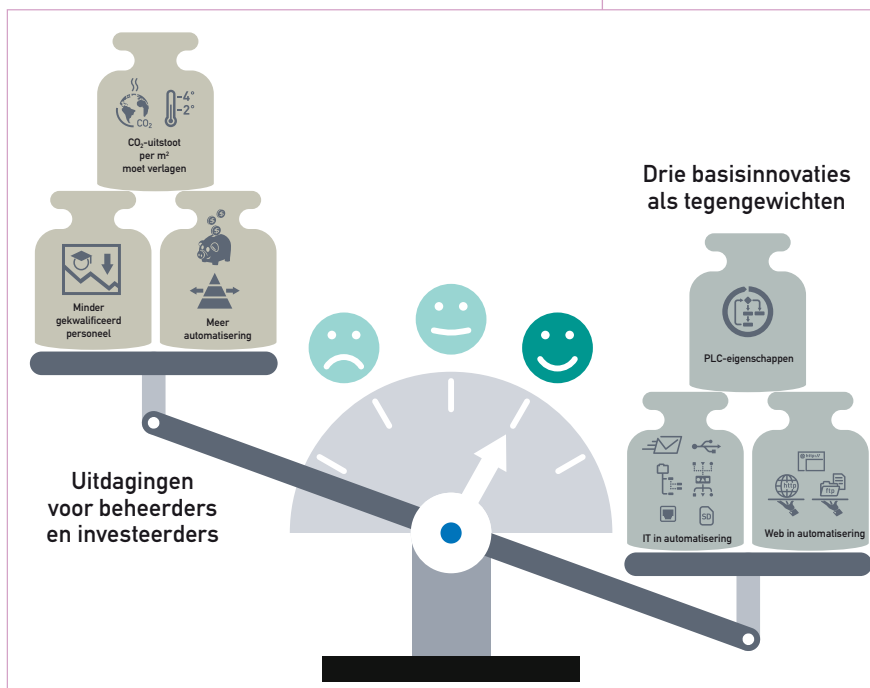 -4°
-2°
CO₂
CO₂-uitstoot
per m²
moet verlagen
Minder
gekwalificeerd
personeel
Meer
automatisering
Uitdagingen
voor beheerders
en investeerders
Drie basisinnovaties
als tegengewichten
PLC-eigenschappen
SD
IT in automatisering
http://
http
ftp
Web in automatisering